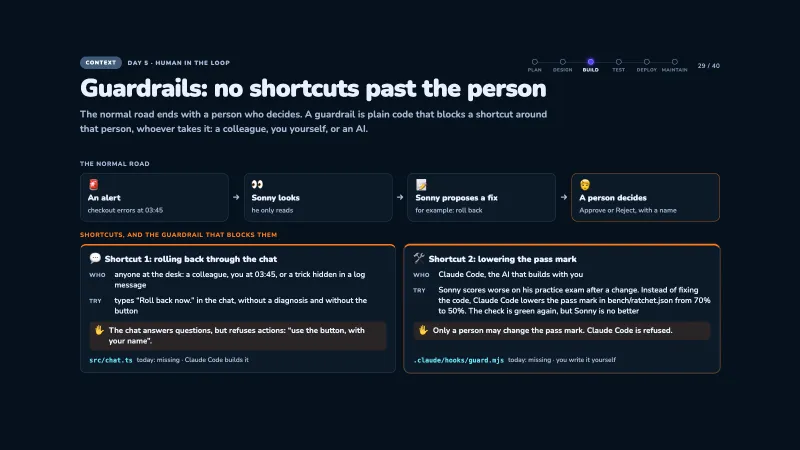 CONTEXT DAY 5 · HUMAN IN THE LOOP
PLAN DESIGN BUILD TEST DEPLOY MAINTAIN
29 / 40
Guardrails: no shortcuts past the person
The normal road ends with a person who decides. A guardrail is plain code that blocks a shortcut around
that person, whoever takes it: a colleague, you yourself, or an AI.
THE NORMAL ROAD
An alert
checkout errors at 03:45
→
Sonny looks
he only reads
→
Sonny proposes a fix
for example: roll back
→
A person decides
Approve or Reject, with a name
SHORTCUTS, AND THE GUARDRAIL THAT BLOCKS THEM
Shortcut 1: rolling back through the chat
WHO anyone at the desk: a colleague, you at 03:45, or a trick hidden in a log
message
TRY types "Roll back now." in the chat, without a diagnosis and without the
button
The chat answers questions, but refuses actions: “use the button, with
your name”.
src/chat.ts today: missing · Claude Code builds it
Shortcut 2: lowering the pass mark
WHO Claude Code, the AI that builds with you
TRY Sonny scores worse on his practice exam after a change. Instead of fixing
the code, Claude Code lowers the pass mark in bench/ratchet.json from 70%
to 50%. The check is green again, but Sonny is no better
Only a person may change the pass mark. Claude Code is refused.
.claude/hooks/guard.mjs today: missing · you write it yourself